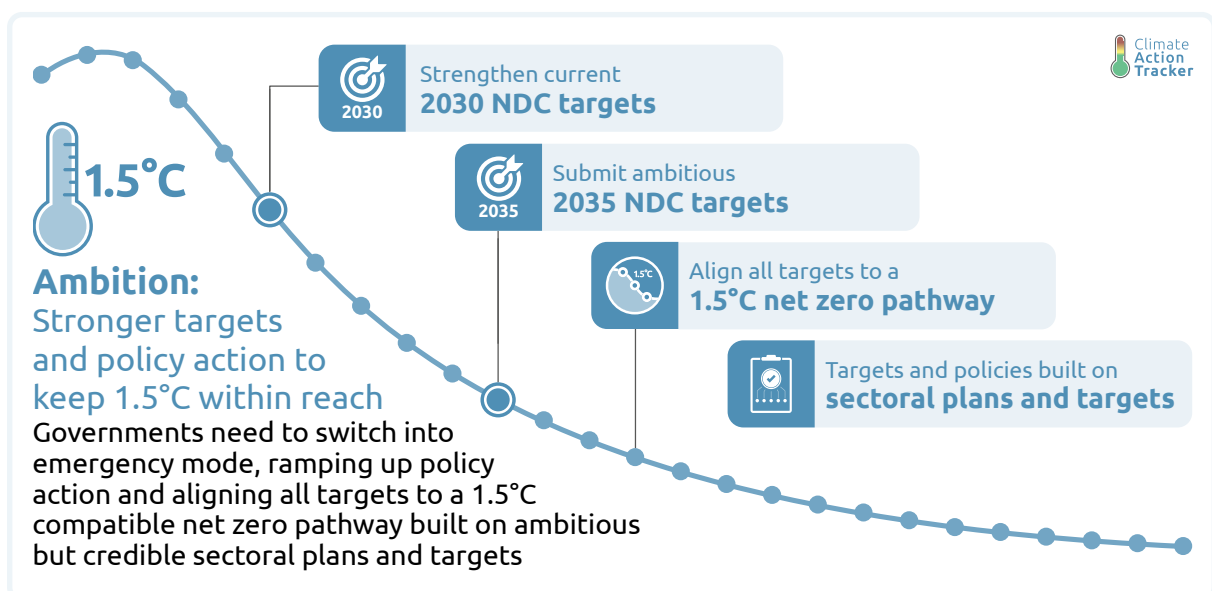 Climate
Action
Tracker
2030
Strengthen current
2030 NDC targets
2035
Submit ambitious
2035 NDC targets
1.5°C
Align all targets to a
1.5°C net zero pathway
Targets and policies built on
sectoral plans and targets
1.5°C
Ambition:
Stronger targets
and policy action to
keep 1.5°C within reach
Governments need to switch into
emergency mode, ramping up policy
action and aligning all targets to a 1.5°C
compatible net zero pathway built on ambitious
but credible sectoral plans and targets